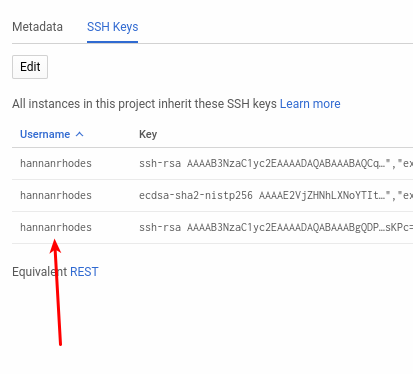 Metadata SSH Keys
Edit
All instances in this project inherit these SSH keys Learn more
Username Key
hannanrhodes ssh-rsa AAAAB3NzaC1yc2EAAAADAQABAAABAQCq…","ex
hannanrhodes ecdsa-sha2-nistp256 AAAAE2VjZHNhLXNoYTIt…","ex
hannanrhodes ssh-rsa AAAAB3NzaC1yc2EAAAADAQABAAABgQDP…sKPc=
Equivalent REST